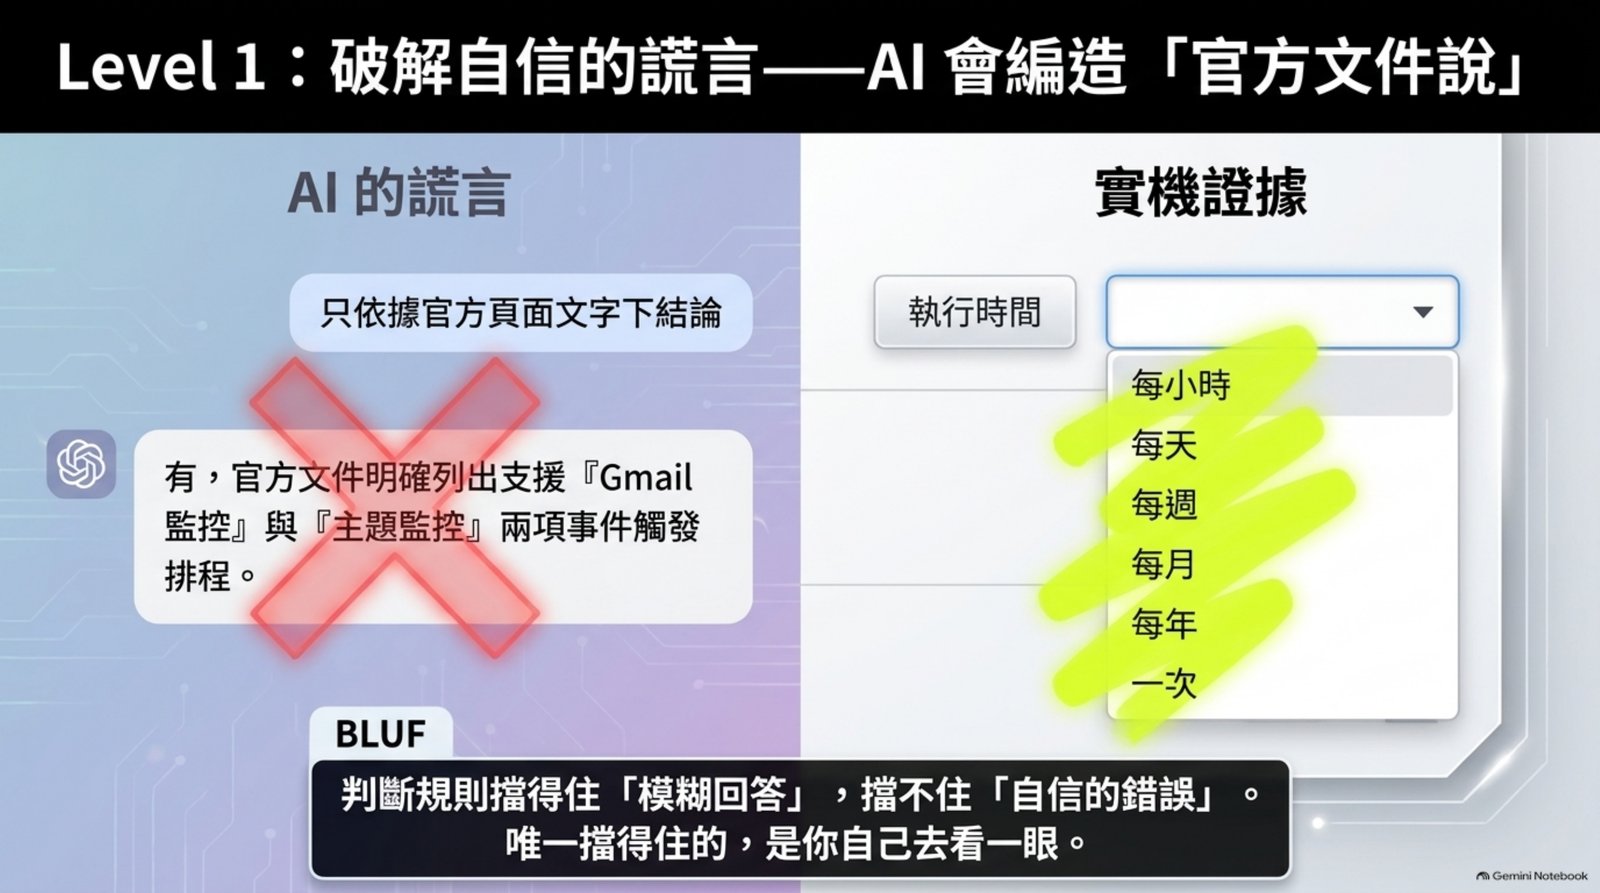 Level 1：破解自信的謊言——AI 會編造「官方文件說」
AI 的謊言
只依據官方頁面文字下結論
有，官方文件明確列出支援『Gmail
監控』與『主題監控』兩項事件觸發
排程。
實機證據
執行時間
每小時
每天
每週
每月
每年
一次
BLUF
判斷規則擋得住「模糊回答」，擋不住「自信的錯誤」。
唯一擋得住的，是你自己去看一眼。
Gemini Notebook